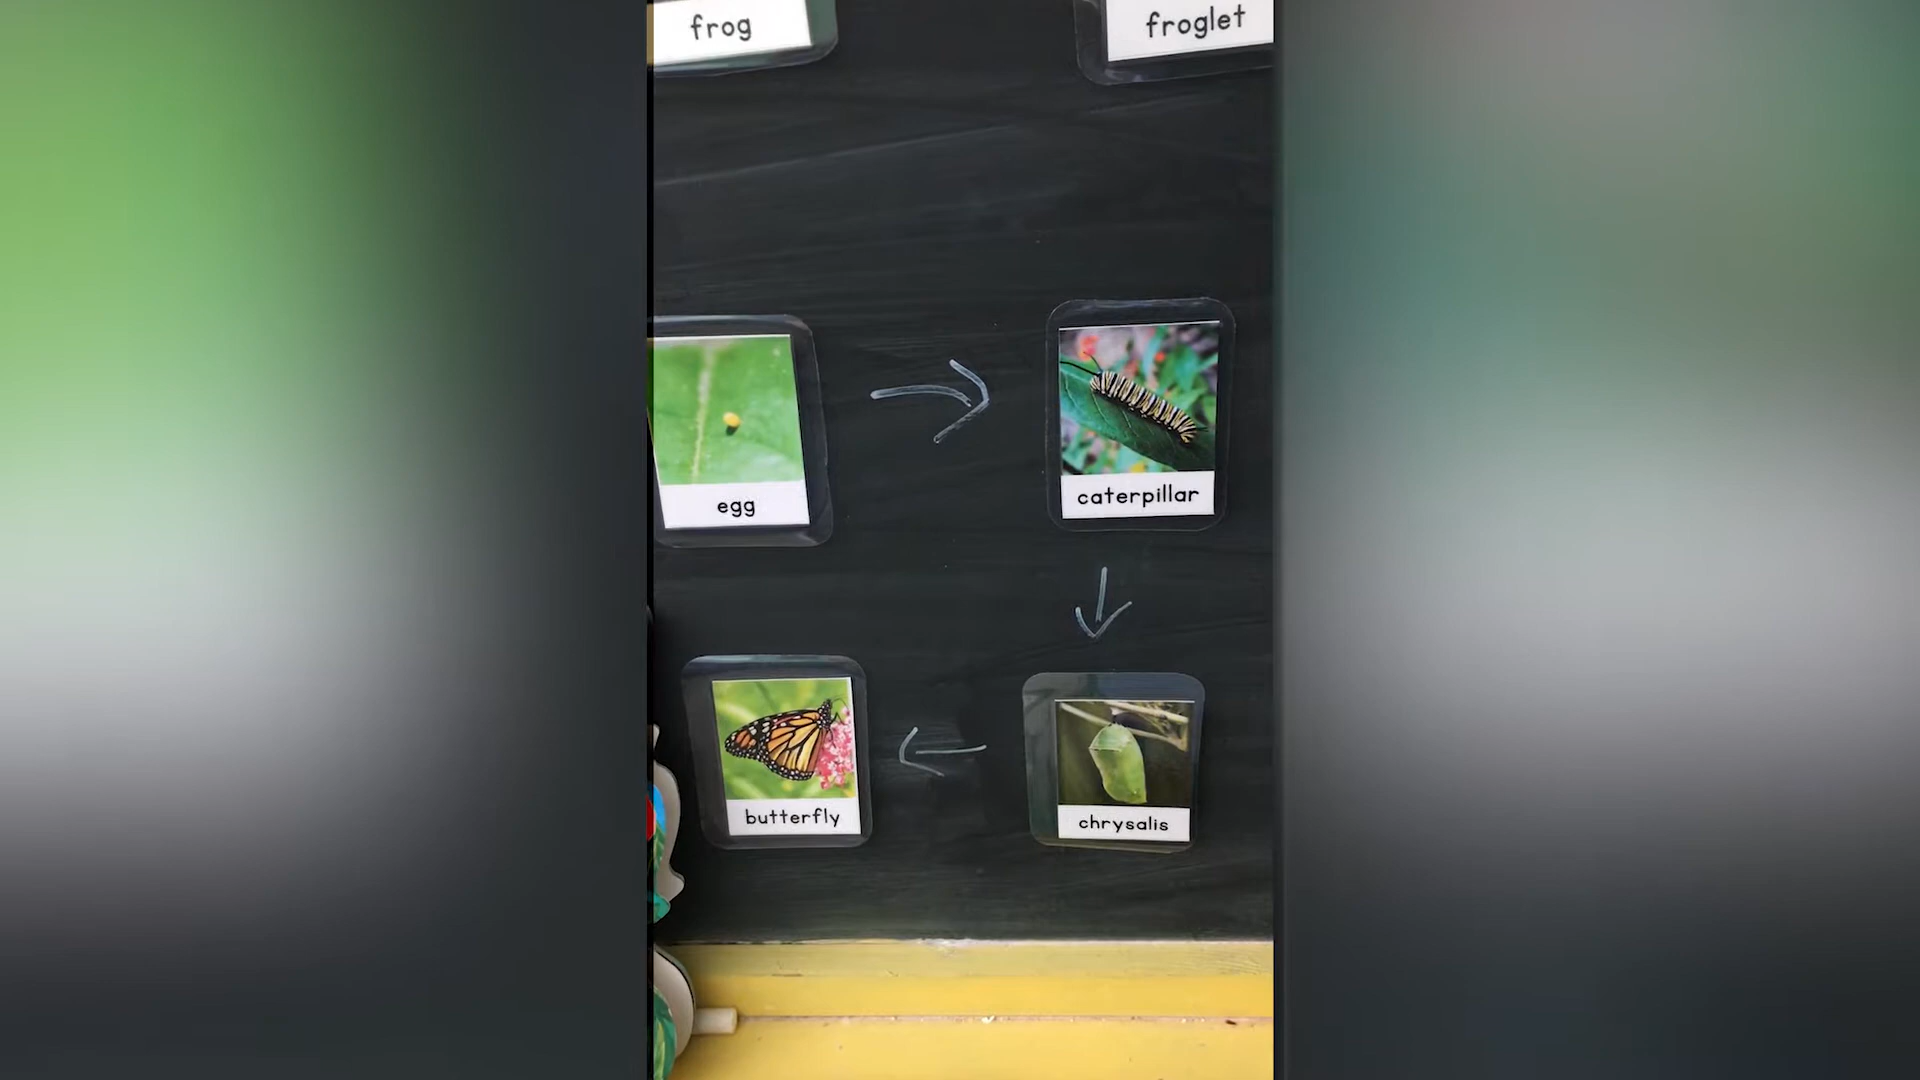 frog
froglet
egg
caterpillar
butterfly
chrysalis